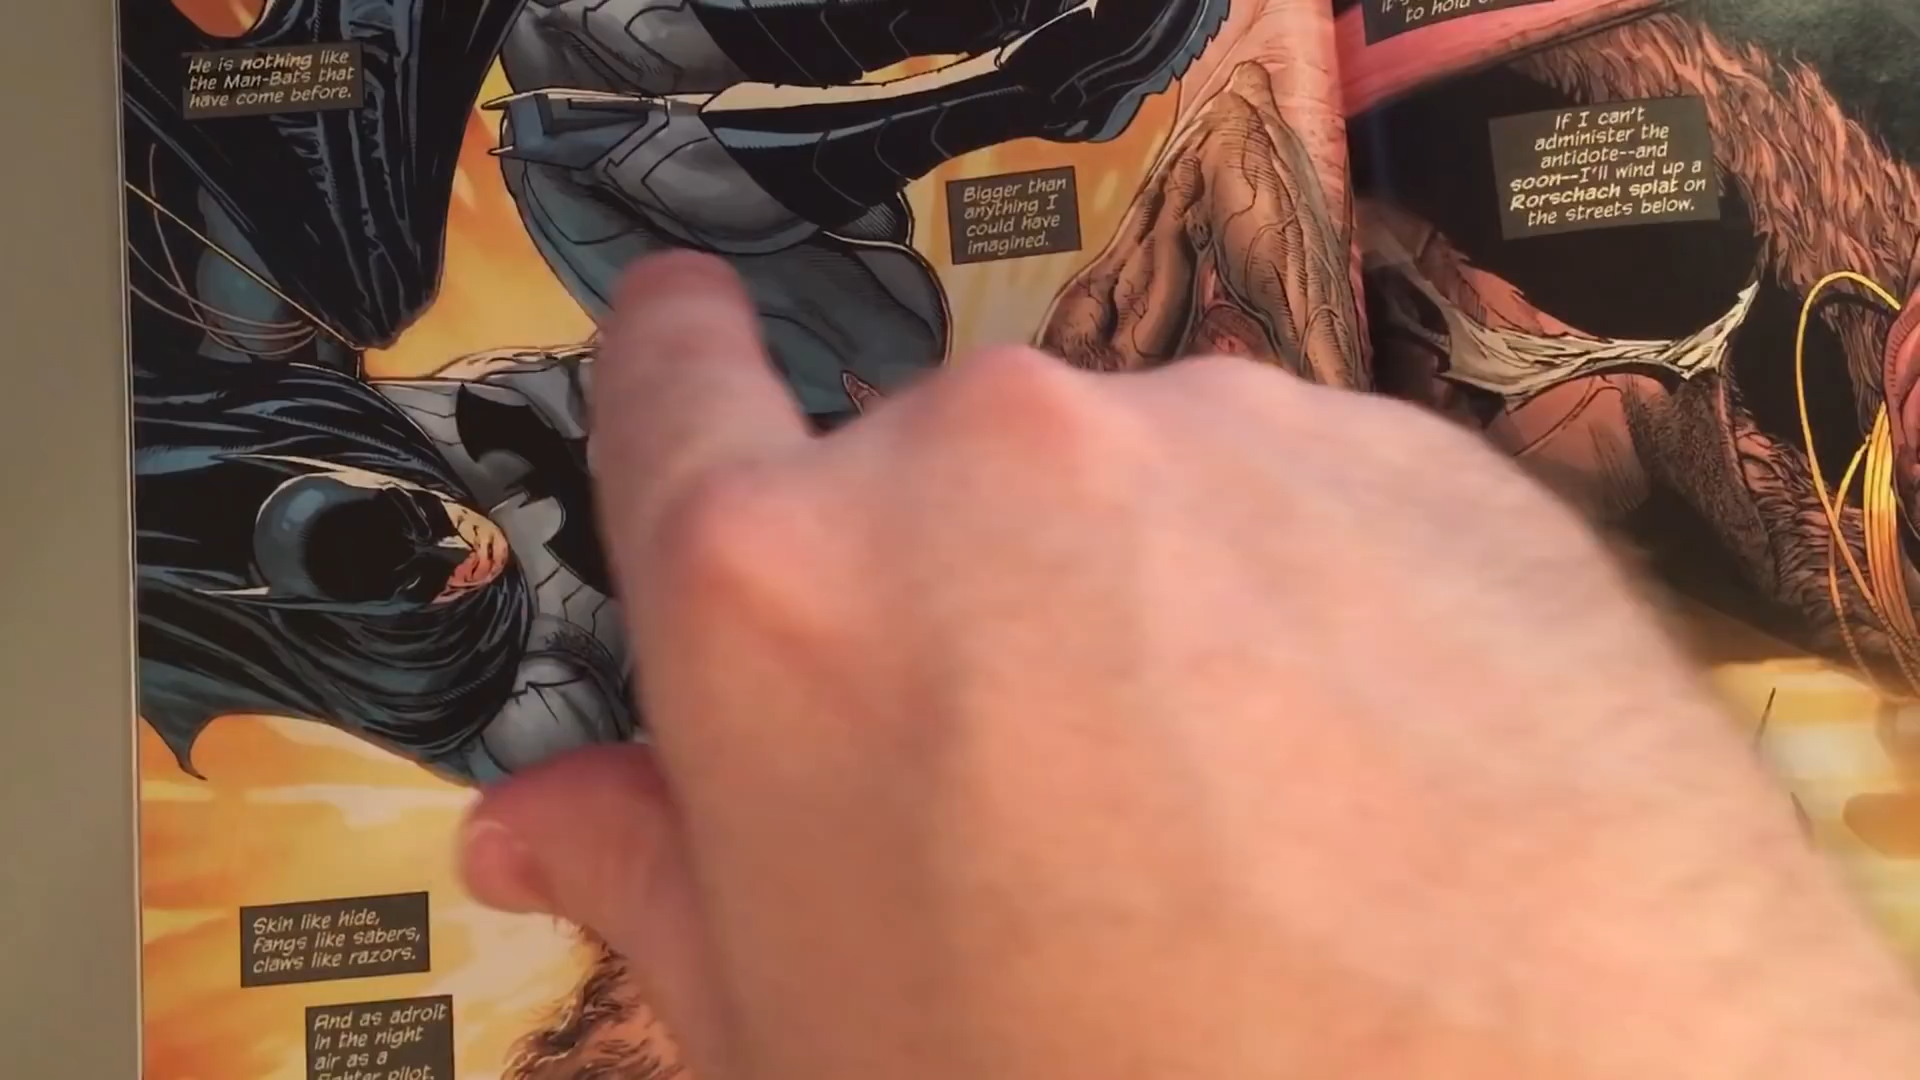 He is nothing like
the Man-Bats that
have come before.
Bigger than
anything I
could have
imagined.
to hold
If I can't
administer the
antidote--and
soon--I'll wind up a
Rorschach splat on
the streets below.
Skin like hide,
fangs like sabers,
claws like razors.
And as adroit
in the night
air as a
fighter pilot.